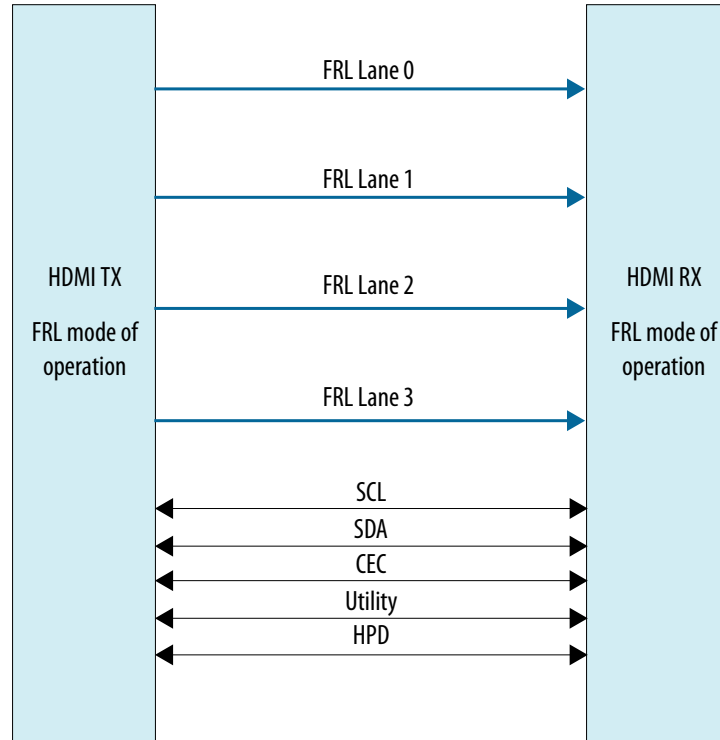 FRL Lane 0
FRL Lane 1
HDMI TX
FRL mode of
operation
FRL Lane 2
HDMI RX
FRL mode of
operation
FRL Lane 3
SCL
SDA
CEC
Utility
HPD